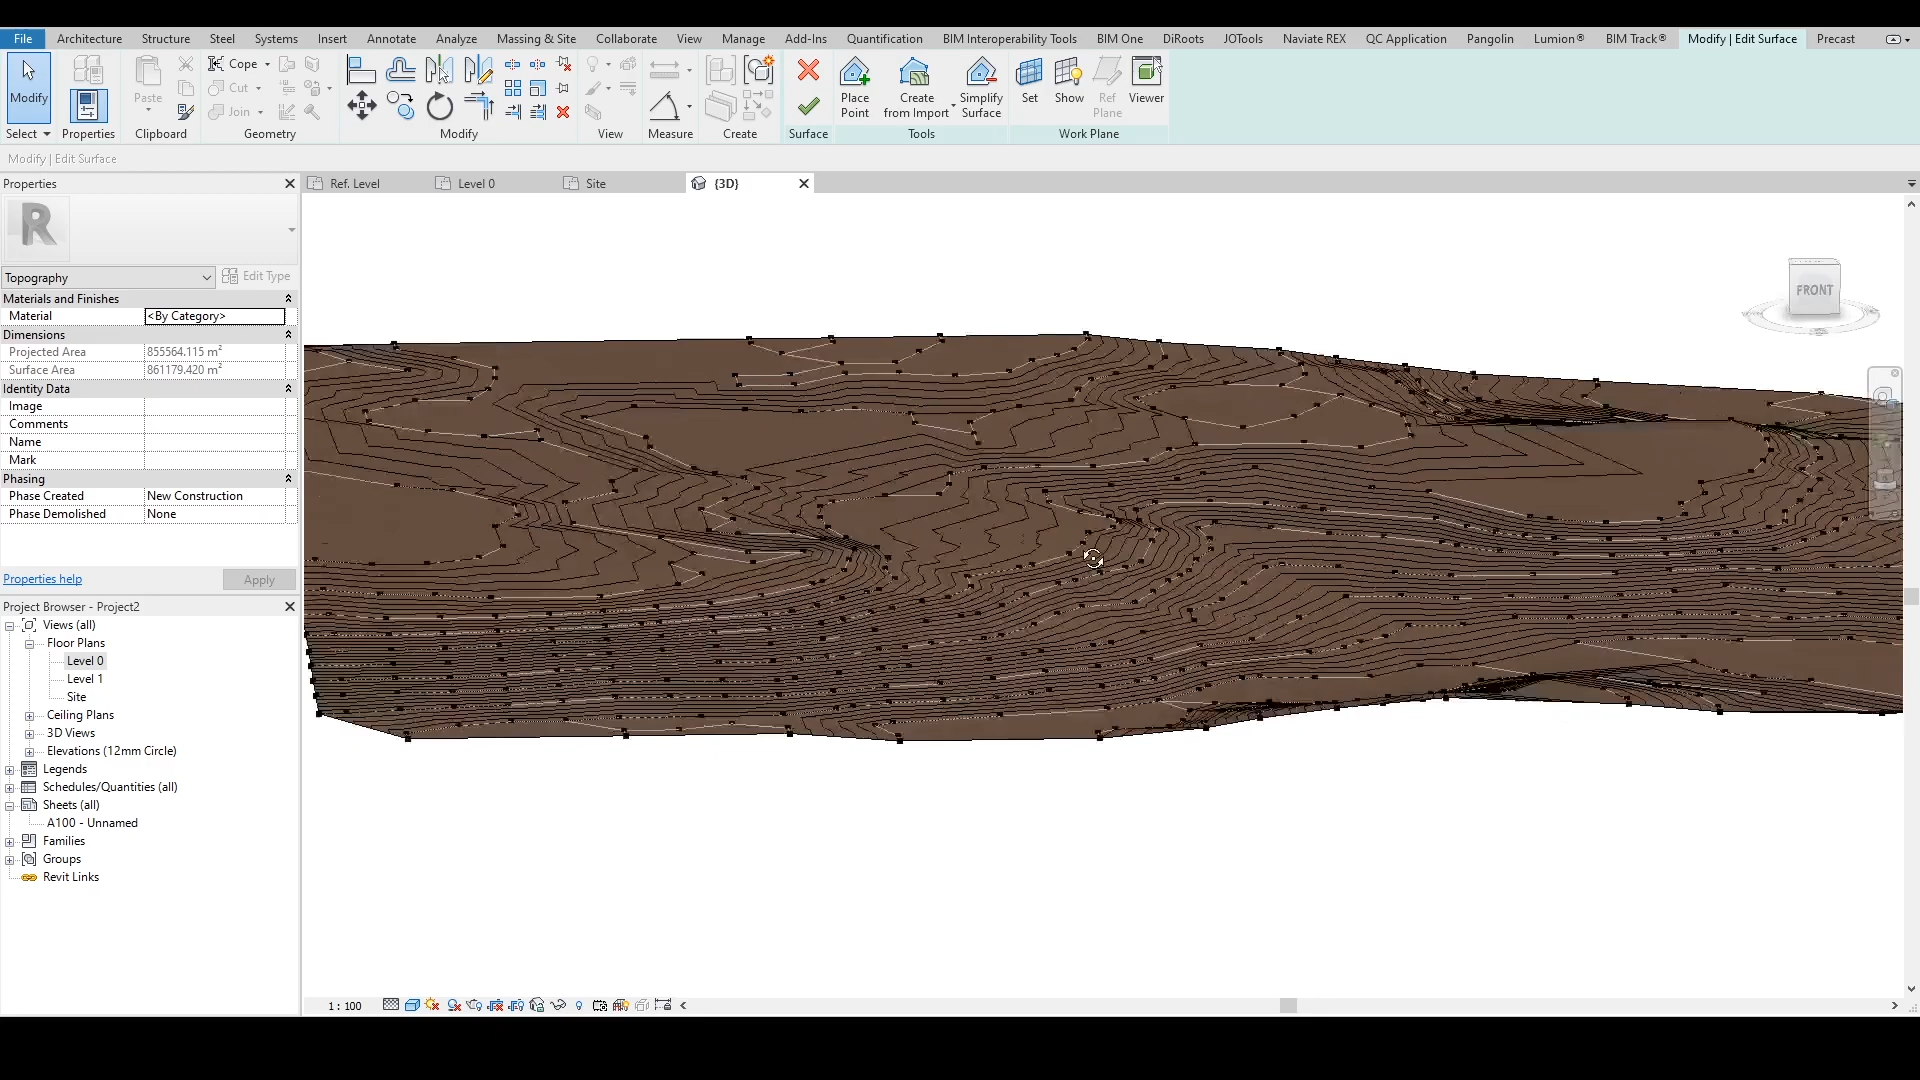 File Architecture Structure Steel Systems Insert Annotate Analyze Massing & Site Collaborate View Manage Add-Ins Quantification BIM Interoperability Tools BIM One DiRoots JOTools Naviate REX QC Application Pangolin Lumion® BIM Track® Modify | Edit Surface Precast
Modify Paste Cope Cut Join Place Point Create from Import Simplify Surface Set Show Ref Plane Viewer
Select Properties Clipboard Geometry Modify View Measure Create Surface Tools Work Plane
Modify | Edit Surface
Properties
Ref. Level Level 0 Site {3D}
R
FRONT
Topography Edit Type
Materials and Finishes
Material <By Category>
Dimensions
Projected Area 855564.115 m²
Surface Area 861179.420 m²
Identity Data
Image
Comments
Name
Mark
Phasing
Phase Created New Construction
Phase Demolished None
Properties help Apply
Project Browser - Project2
Views (all)
Floor Plans
Level 0
Level 1
Site
Ceiling Plans
3D Views
Elevations (12mm Circle)
Legends
Schedules/Quantities (all)
Sheets (all)
A100 - Unnamed
Families
Groups
Revit Links
1 : 100